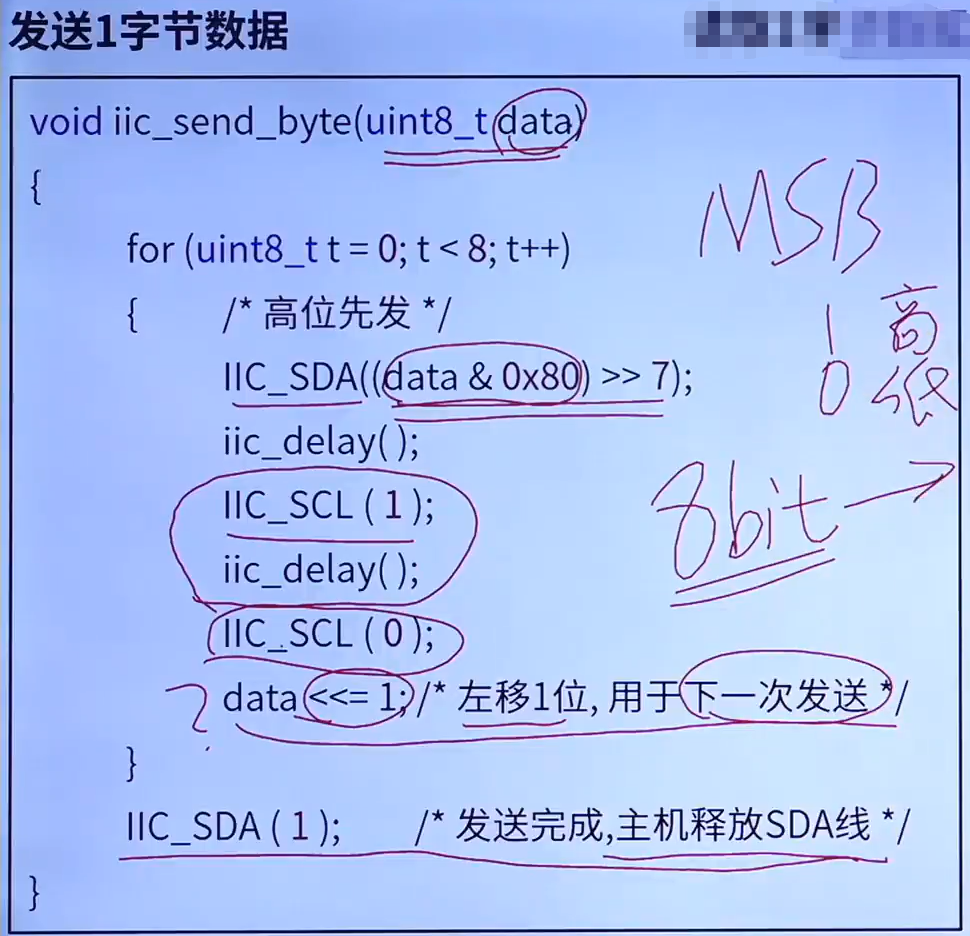 发送1字节数据
void iic_send_byte(uint8_t data)
{
for (uint8_t t = 0; t < 8; t++)
{ /* 高位先发 */
IIC_SDA((data & 0x80) >> 7);
iic_delay( );
IIC_SCL ( 1 );
iic_delay( );
IIC_SCL ( 0 );
data <<= 1; /* 左移1位, 用于下一次发送 */
}
IIC_SDA ( 1 ); /* 发送完成,主机释放SDA线 */
}
MSB
1 高
0 低
8bit